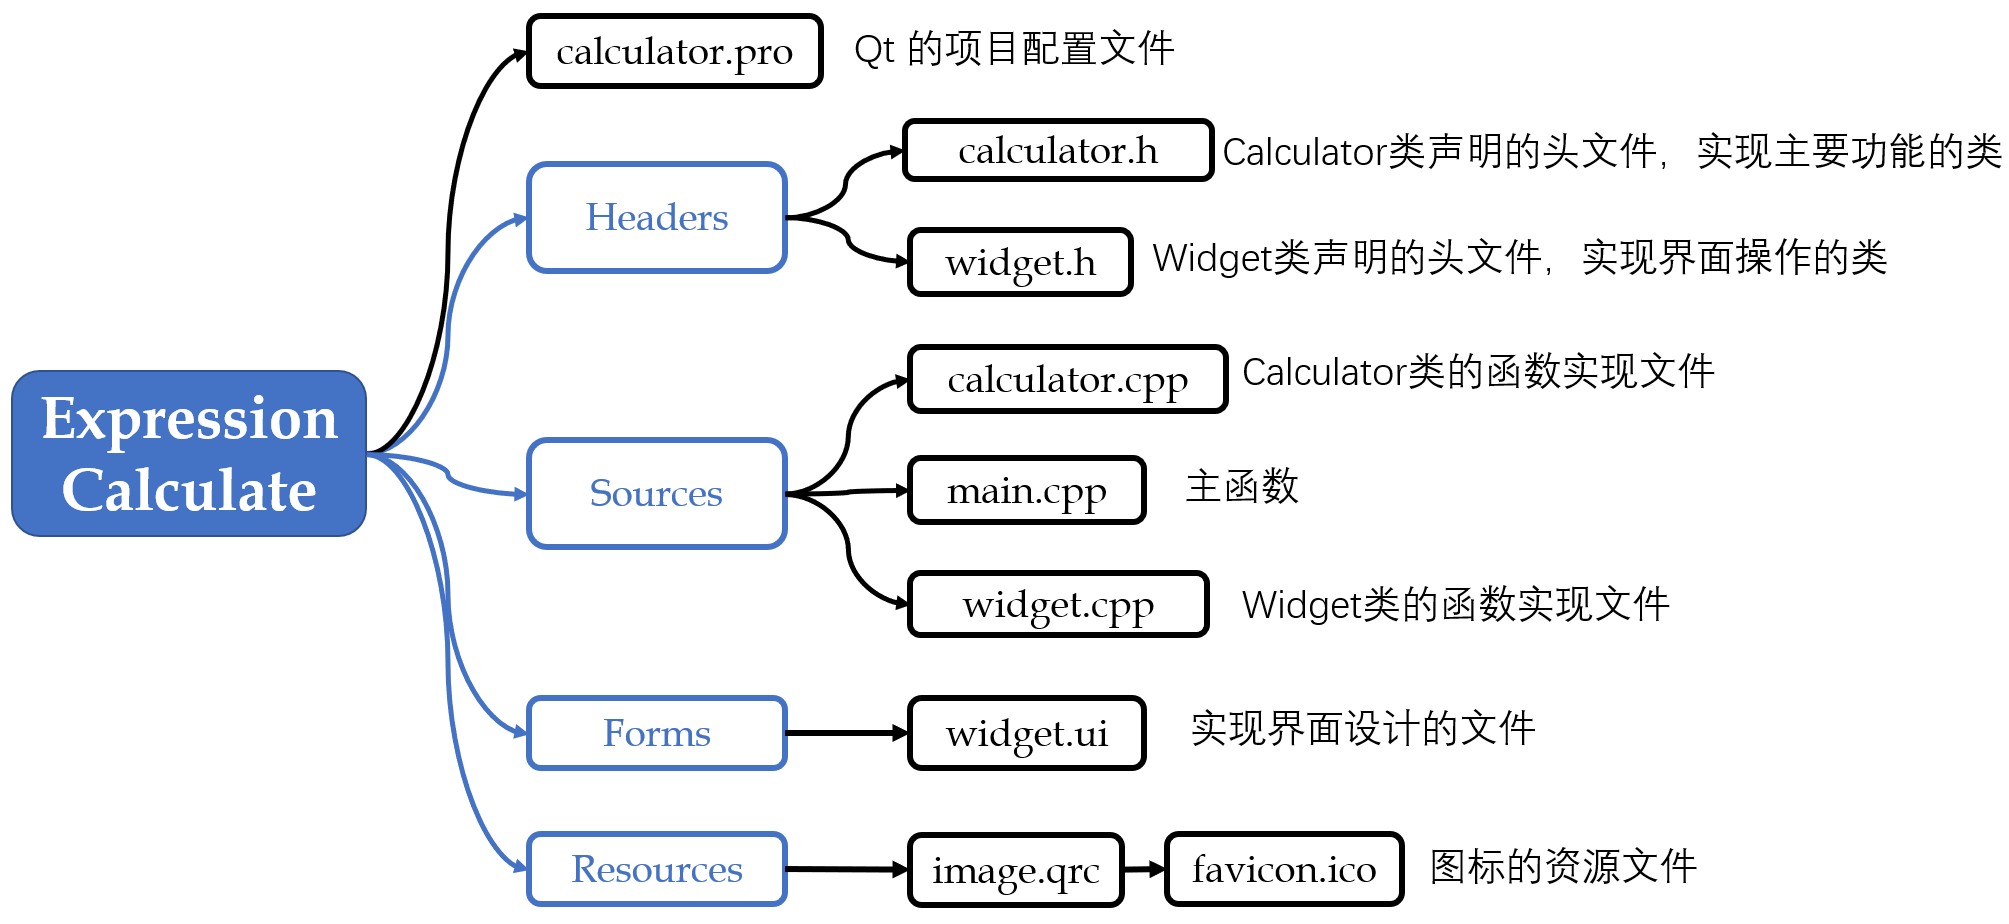 calculator.pro Qt 的项目配置文件
calculator.h Calculator类声明的头文件，实现主要功能的类
Headers
widget.h Widget类声明的头文件，实现界面操作的类
calculator.cpp Calculator类的函数实现文件
Expression
Calculate
Sources
main.cpp 主函数
widget.cpp Widget类的函数实现文件
Forms
widget.ui 实现界面设计的文件
Resources
image.qrc
favicon.ico 图标的资源文件